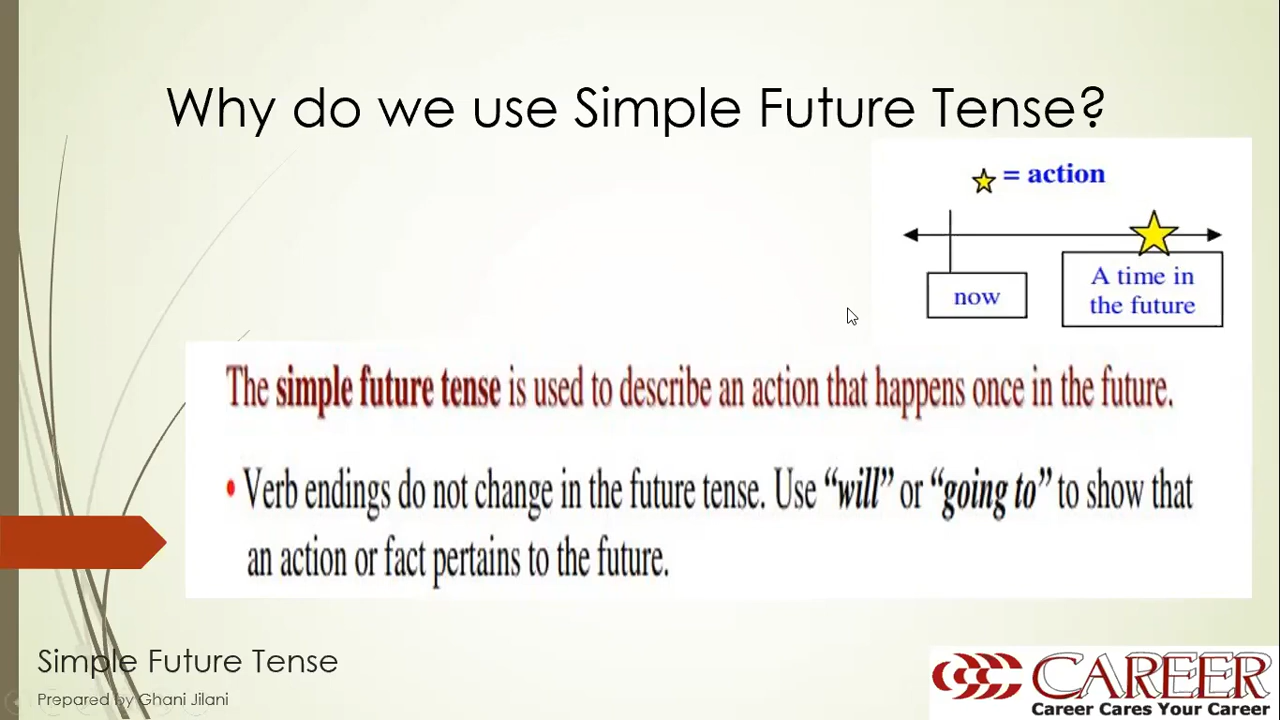 Why do we use Simple Future Tense?
= action
now
A time in
the future
The simple future tense is used to describe an action that happens once in the future.
• Verb endings do not change in the future tense. Use “will” or “going to” to show that
an action or fact pertains to the future.
Simple Future Tense
Prepared by Ghani Jilani
CAREER
Career Cares Your Career